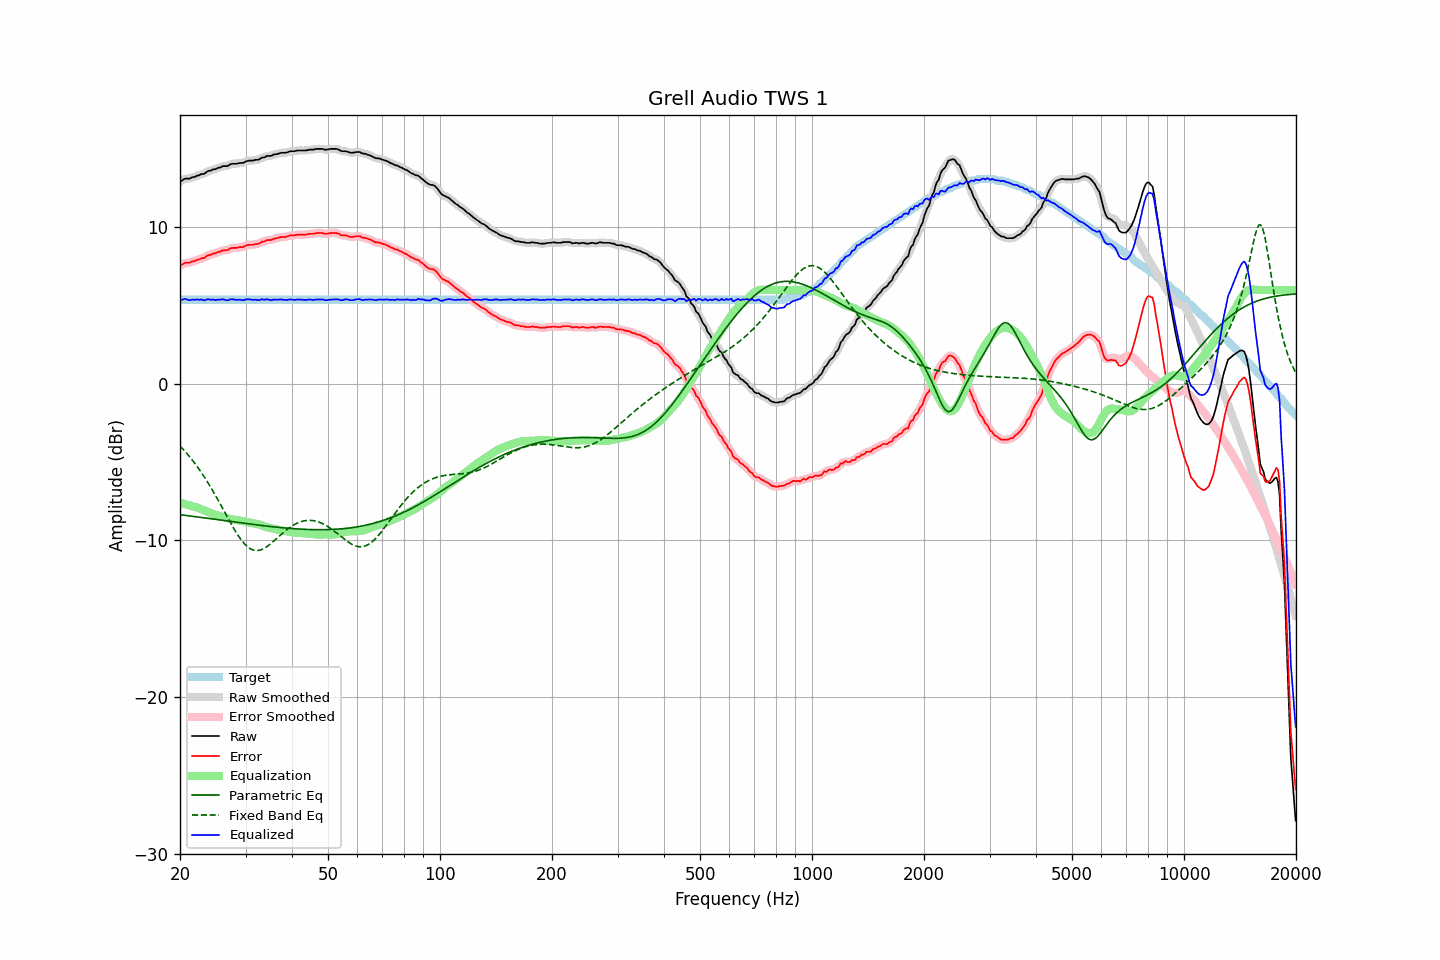 Grell Audio TWS 1
Amplitude (dBr)
10
0
−10
−20
−30
Target
Raw Smoothed
Error Smoothed
Raw
Error
Equalization
Parametric Eq
Fixed Band Eq
Equalized
20 50 100 200 500 1000 2000 5000 10000 20000
Frequency (Hz)